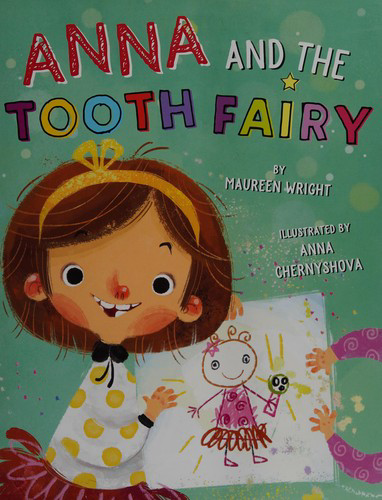 ANNA AND THE
TOOTH FAIRY
BY
MAUREEN WRIGHT
ILLUSTRATED BY
ANNA
CHERNYSHOVA